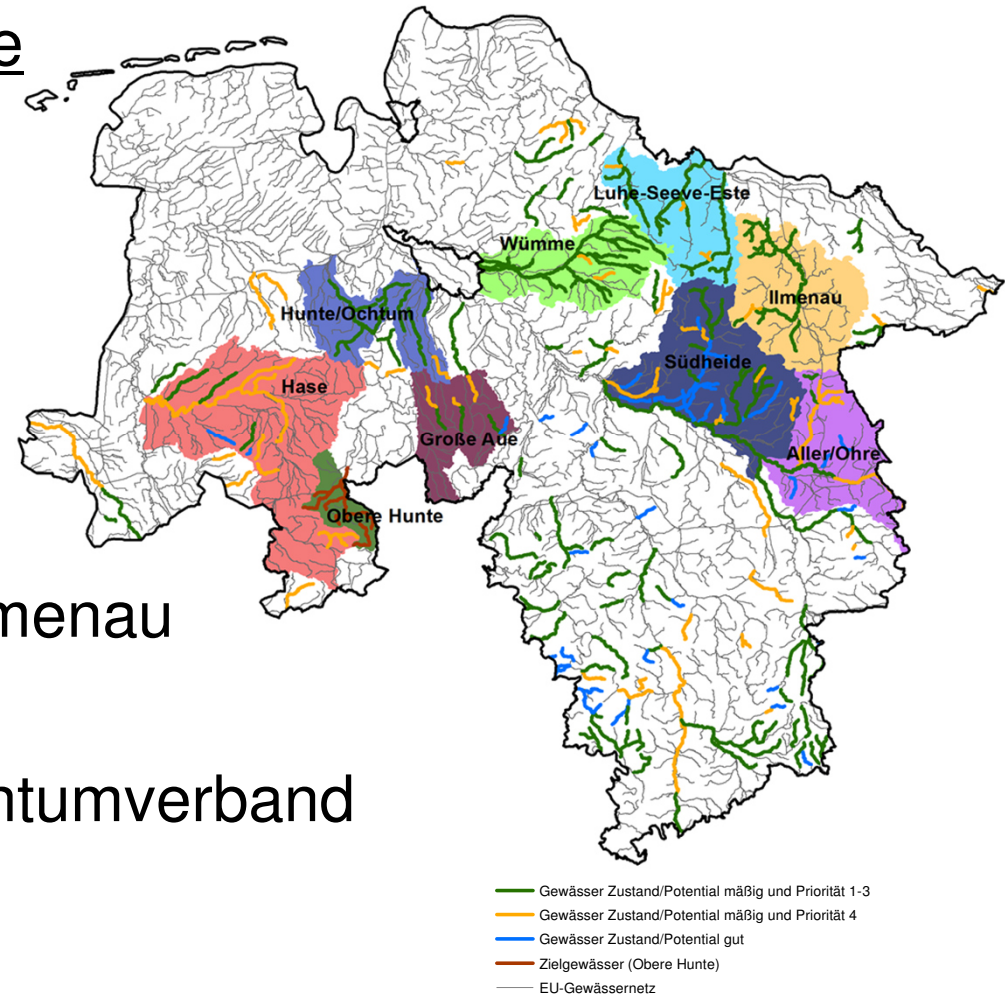 e
Luhe-Seeve-Este
Wümme
Ilmenau
Hunte/Ochtum
Südheide
Hase
Große Aue
Aller/Ohre
Obere Hunte
menau
ntumverband
Gewässer Zustand/Potential mäßig und Priorität 1-3
Gewässer Zustand/Potential mäßig und Priorität 4
Gewässer Zustand/Potential gut
Zielgewässer (Obere Hunte)
EU-Gewässernetz